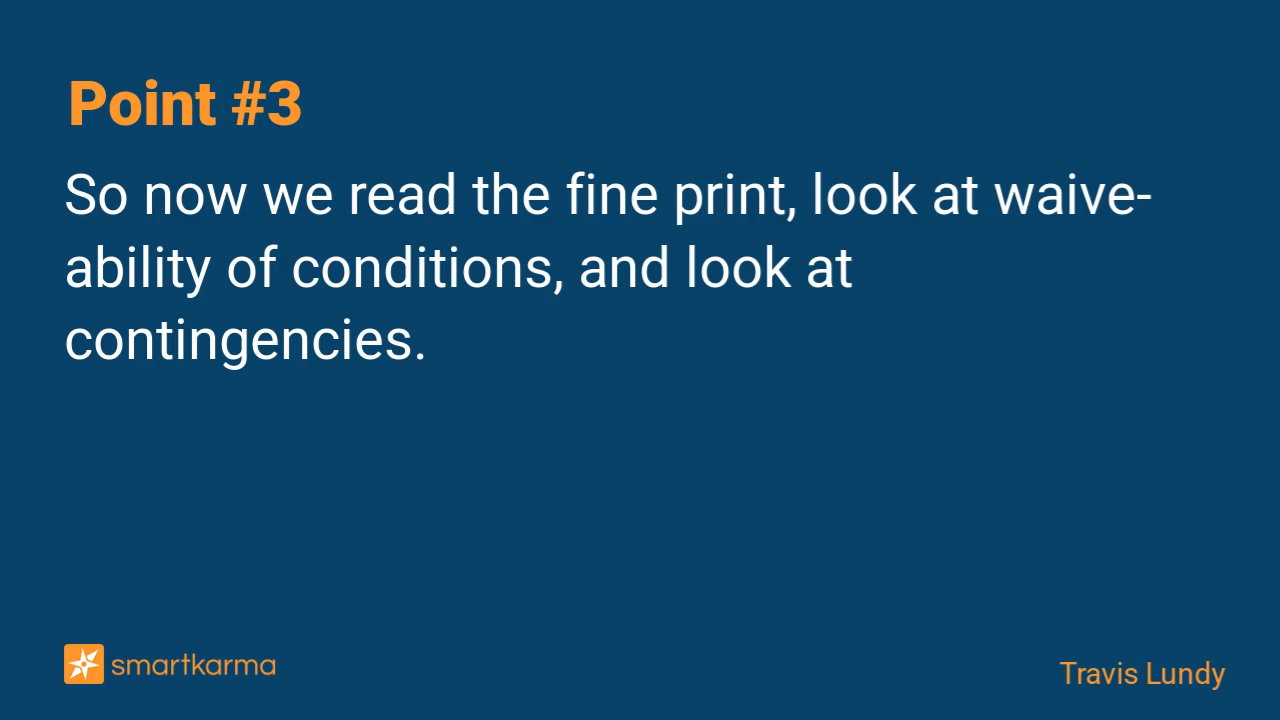 Point #3
So now we read the fine print, look at waive-
ability of conditions, and look at
contingencies.
smartkarma
Travis Lundy